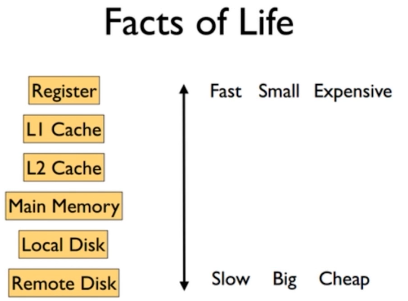 Facts of Life
Register
Fast Small Expensive
L1 Cache
L2 Cache
Main Memory
Local Disk
Remote Disk
Slow Big Cheap